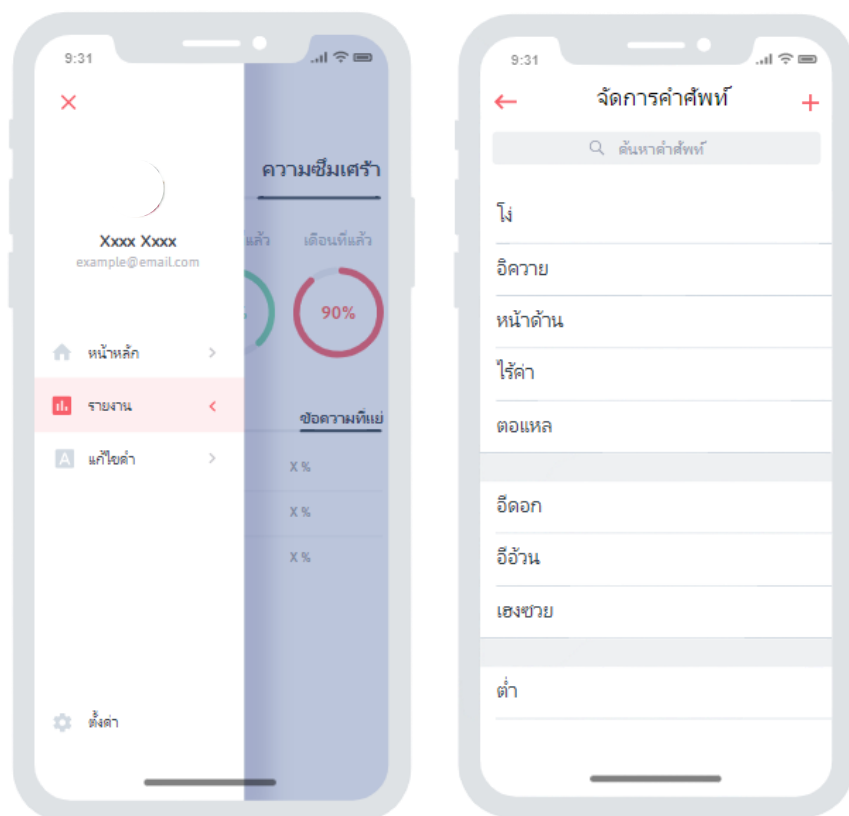 9:31
ความซึมเศร้า
Xxxx Xxxx
example@email.com
แล้ว
เดือนที่แล้ว
90%
หน้าหลัก
รายงาน
ข้อความที่แย่
แก้ไขคำ
X %
X %
X %
ตั้งค่า
9:31
จัดการคำศัพท์
ค้นหาคำศัพท์
โง่
อิควาย
หน้าด้าน
ไร้ค่า
ตอแหล
อีดอก
อีอ้วน
เฮงซวย
ต่ำ